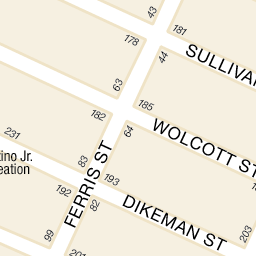 43
181
178
44
SULLIVAN
63
185
182
64
WOLCOTT ST
231
83
FERRIS ST
tino Jr.
eation
192
193
82
DIKEMAN ST
99
203
201